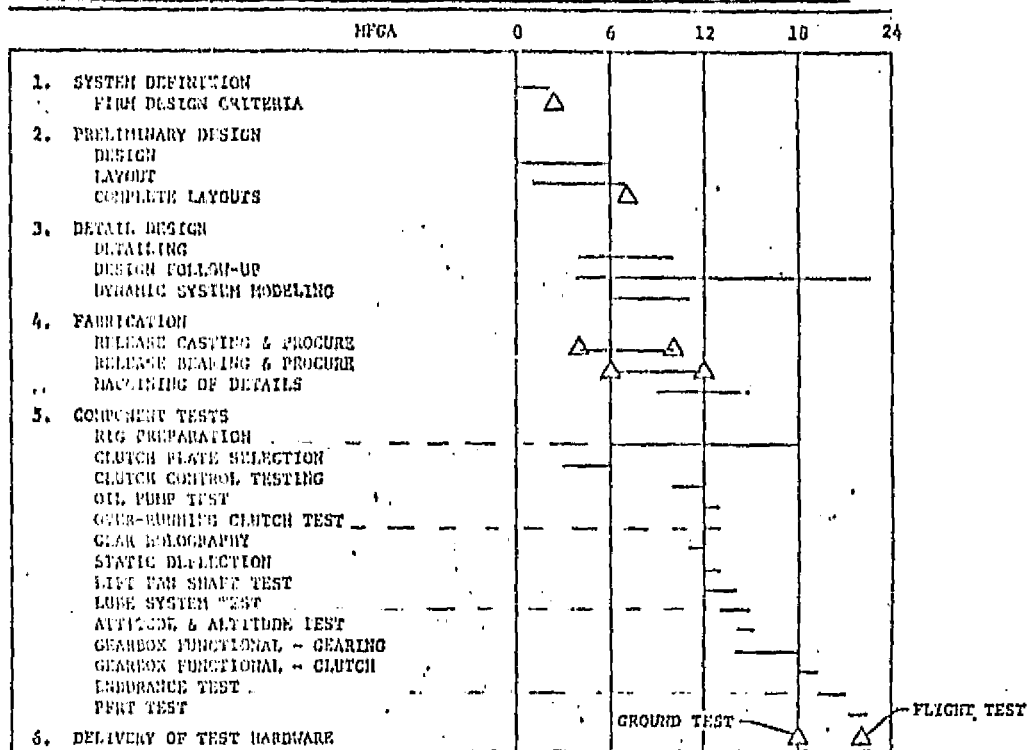 MFGA 0 6 12 18 24
1. SYSTEM DEFINITION
FIRM DESIGN CRITERIA
2. PRELIMINARY DESIGN
DESIGN
LAYOUT
COMPLETE LAYOUTS
3. DETAIL DESIGN
DETAILING
DESIGN FOLLOW-UP
DYNAMIC SYSTEM MODELING
4. FABRICATION
RELEASE CASTING & PROCURE
RELEASE BEARING & PROCURE
MACHINING OF DETAILS
5. COMPONENT TESTS
RIG PREPARATION
CLUTCH PLATE SELECTION
CLUTCH CONTROL TESTING
OIL PUMP TEST
OVER-RUNNING CLUTCH TEST
GEAR HOLOGRAPHY
STATIC DEFLECTION
LIFT FAN SHAFT TEST
LUBE SYSTEM TEST
ATTITUDE & ALTITUDE TEST
GEARBOX FUNCTIONAL - GEARING
GEARBOX FUNCTIONAL - CLUTCH
ENDURANCE TEST
PFRT TEST
GROUND TEST FLIGHT TEST
6. DELIVERY OF TEST HARDWARE